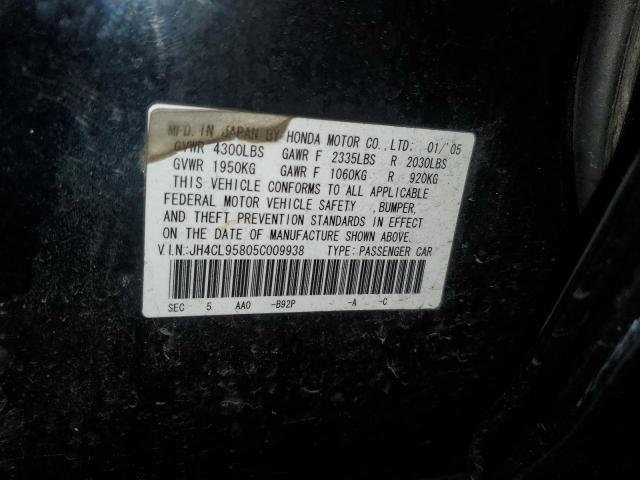 MFD. IN JAPAN BY HONDA MOTOR CO., LTD: 01/'05
GVWR 4300LBS GAWR F 2335LBS R 2030LBS
GVWR 1950KG GAWR F 1060KG R 920KG
THIS VEHICLE CONFORMS TO ALL APPLICABLE
FEDERAL MOTOR VEHICLE SAFETY ,BUMPER,
AND THEFT PREVENTION STANDARDS IN EFFECT
ON THE DATE OF MANUFACTURE SHOWN ABOVE.
V.I.N:JH4CL95805C009938 TYPE: PASSENGER CAR
SEC 5 AAO -B92P -A -C